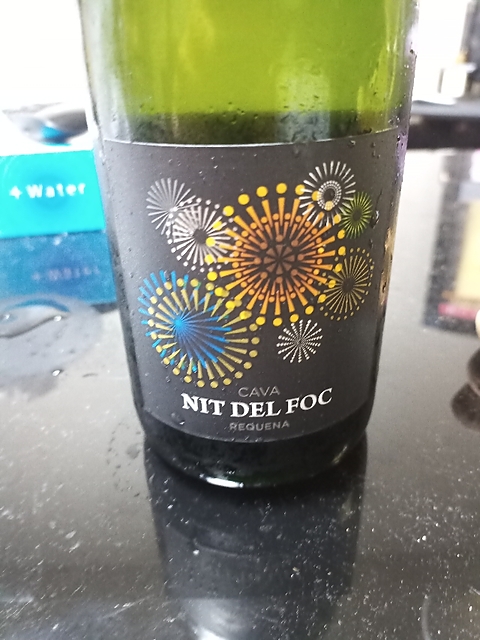 + Water
CAVA
NIT DEL FOC
REQUENA